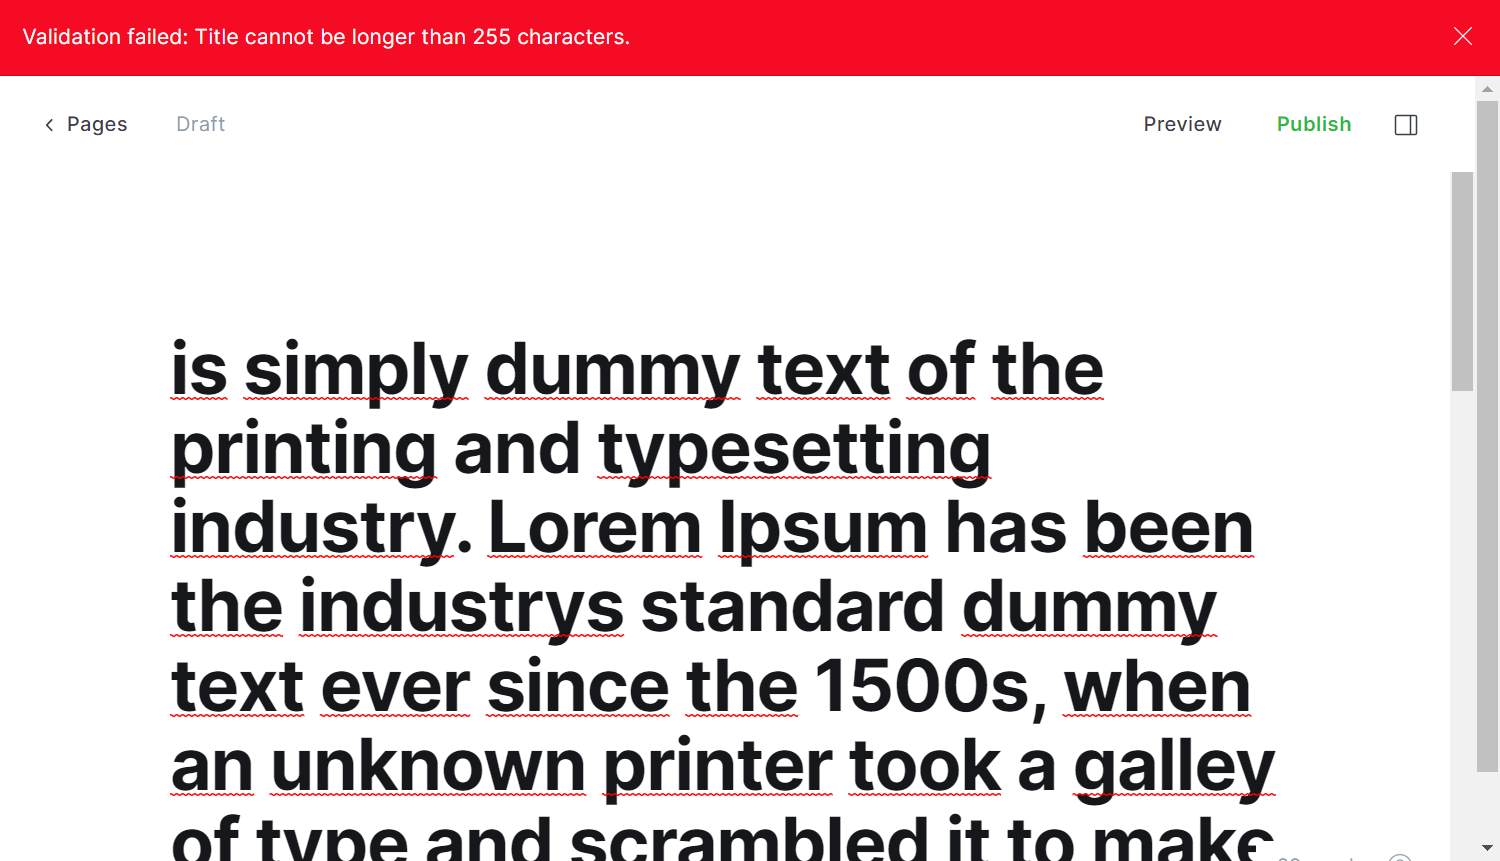 Validation failed: Title cannot be longer than 255 characters.
Pages Draft Preview Publish
is simply dummy text of the
printing and typesetting
industry. Lorem Ipsum has been
the industrys standard dummy
text ever since the 1500s, when
an unknown printer took a galley
of type and scrambled it to make